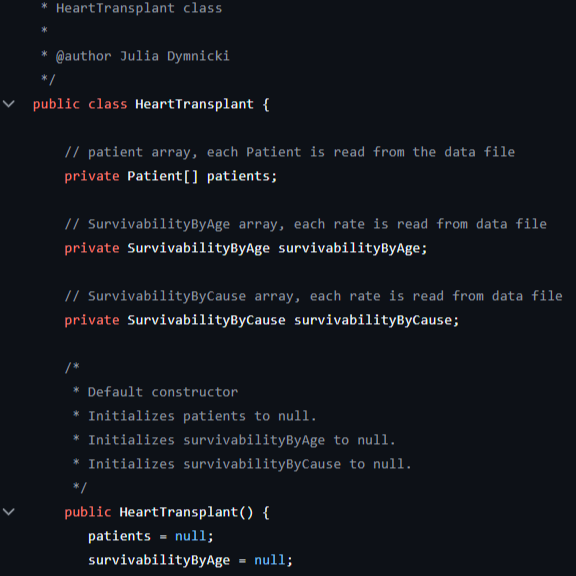 * HeartTransplant class
*
* @author Julia Dymnicki
*/
public class HeartTransplant {
// patient array, each Patient is read from the data file
private Patient[] patients;
// SurvivabilityByAge array, each rate is read from data file
private SurvivabilityByAge survivabilityByAge;
// SurvivabilityByCause array, each rate is read from data file
private SurvivabilityByCause survivabilityByCause;
/*
* Default constructor
* Initializes patients to null.
* Initializes survivabilityByAge to null.
* Initializes survivabilityByCause to null.
*/
public HeartTransplant() {
patients = null;
survivabilityByAge = null;